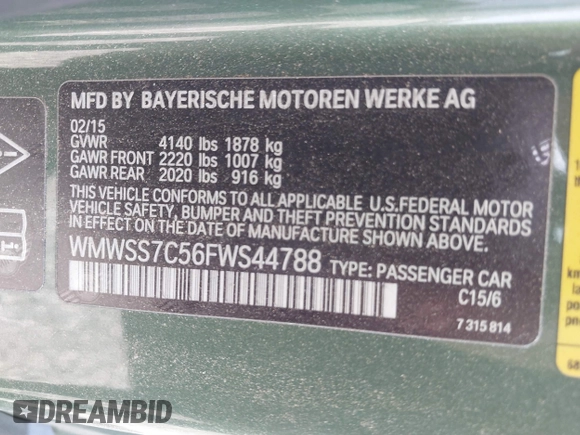 MFD BY BAYERISCHE MOTOREN WERKE AG
02/15
GVWR 4140 lbs 1878 kg
GAWR FRONT 2220 lbs 1007 kg
GAWR REAR 2020 lbs 916 kg
THIS VEHICLE CONFORMS TO ALL APPLICABLE U.S.FEDERAL MOTOR
VEHICLE SAFETY, BUMPER AND THEFT PREVENTION STANDARDS
IN EFFECT ON THE DATE OF MANUFACTURE
WMWSS7C56FWS44788 TYPE: PASSENGER CAR
C15/6
7 315 814
DREAMBID